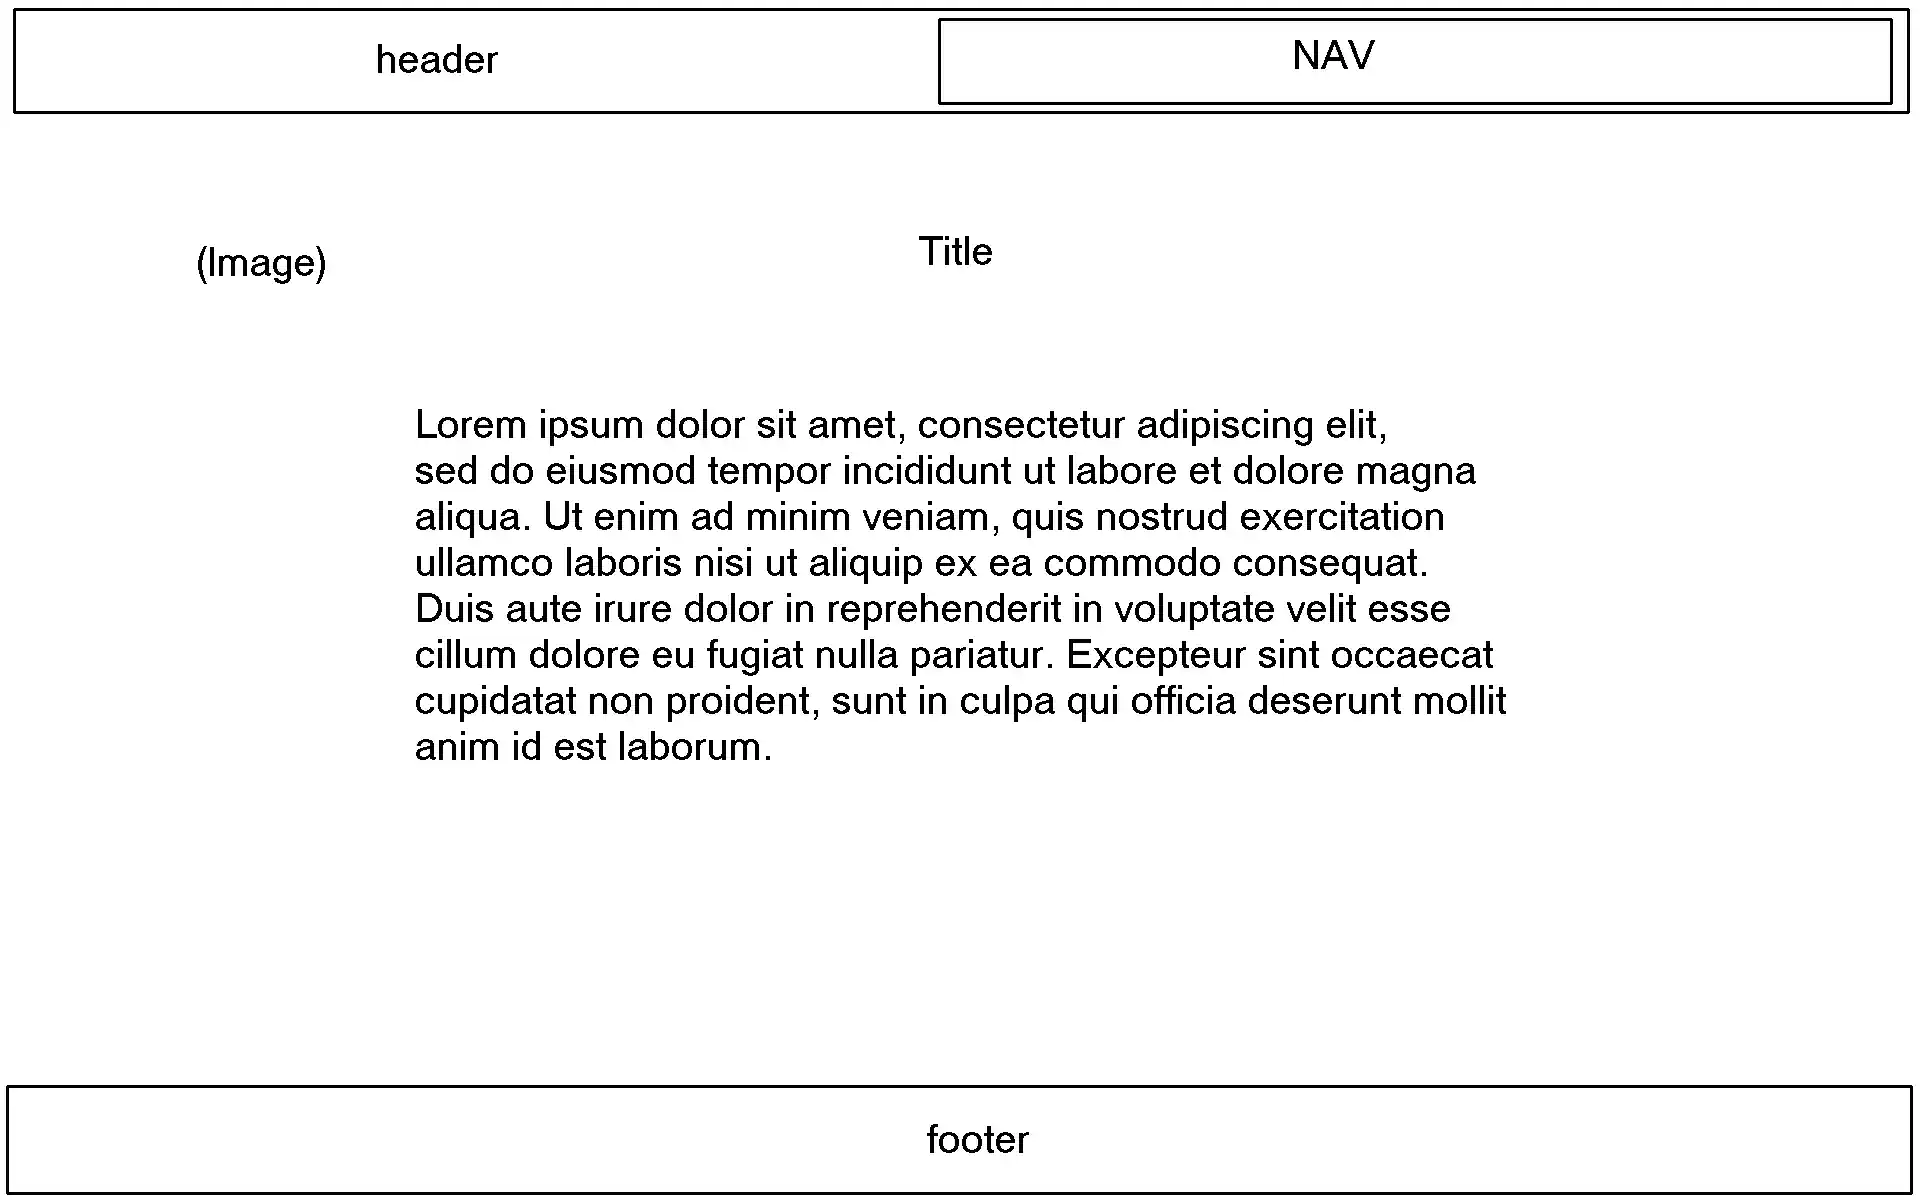 header
NAV
(Image)
Title
Lorem ipsum dolor sit amet, consectetur adipiscing elit,
sed do eiusmod tempor incididunt ut labore et dolore magna
aliqua. Ut enim ad minim veniam, quis nostrud exercitation
ullamco laboris nisi ut aliquip ex ea commodo consequat.
Duis aute irure dolor in reprehenderit in voluptate velit esse
cillum dolore eu fugiat nulla pariatur. Excepteur sint occaecat
cupidatat non proident, sunt in culpa qui officia deserunt mollit
anim id est laborum.
footer